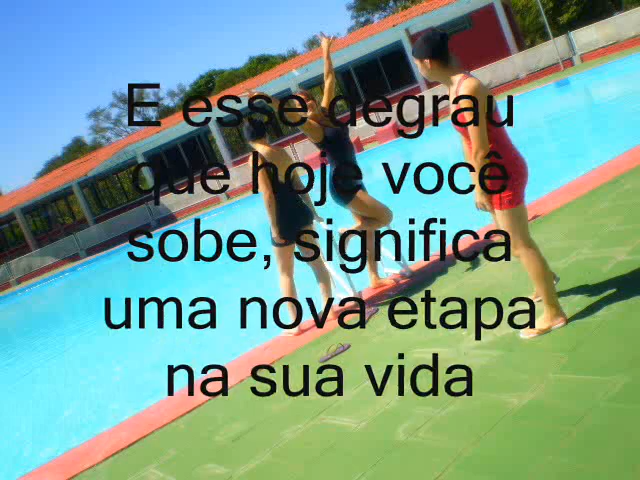 E esse degrau
que hoje você
sobe, significa
uma nova etapa
na sua vida